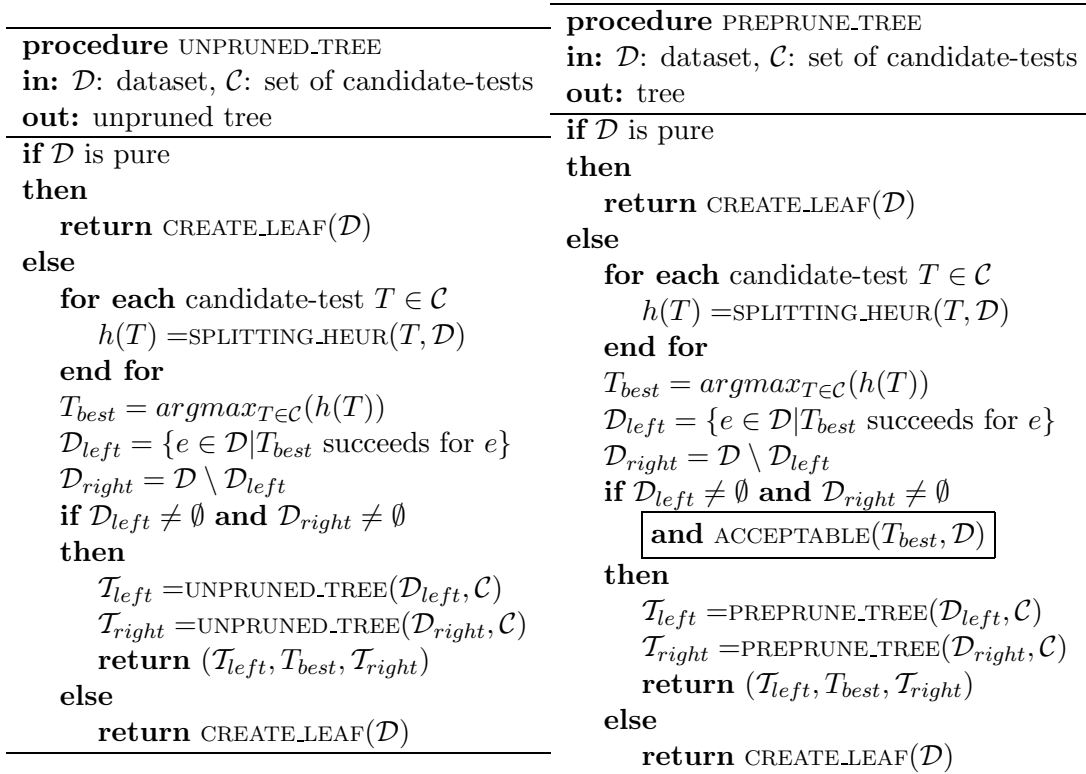 procedure UNPRUNED_TREE
in: 𝒟: dataset, 𝒞: set of candidate-tests
out: unpruned tree
if 𝒟 is pure
then
return CREATE_LEAF(𝒟)
else
for each candidate-test T ∈ 𝒞
h(T) =SPLITTING_HEUR(T, 𝒟)
end for
T_best = argmax_{T∈𝒞}(h(T))
𝒟_left = {e ∈ 𝒟|T_best succeeds for e}
𝒟_right = 𝒟 \ 𝒟_left
if 𝒟_left ≠ ∅ and 𝒟_right ≠ ∅
then
𝒯_left =UNPRUNED_TREE(𝒟_left, 𝒞)
𝒯_right =UNPRUNED_TREE(𝒟_right, 𝒞)
return (𝒯_left, T_best, 𝒯_right)
else
return CREATE_LEAF(𝒟)
procedure PREPRUNE_TREE
in: 𝒟: dataset, 𝒞: set of candidate-tests
out: tree
if 𝒟 is pure
then
return CREATE_LEAF(𝒟)
else
for each candidate-test T ∈ 𝒞
h(T) =SPLITTING_HEUR(T, 𝒟)
end for
T_best = argmax_{T∈𝒞}(h(T))
𝒟_left = {e ∈ 𝒟|T_best succeeds for e}
𝒟_right = 𝒟 \ 𝒟_left
if 𝒟_left ≠ ∅ and 𝒟_right ≠ ∅
and ACCEPTABLE(T_best, 𝒟)
then
𝒯_left =PREPRUNE_TREE(𝒟_left, 𝒞)
𝒯_right =PREPRUNE_TREE(𝒟_right, 𝒞)
return (𝒯_left, T_best, 𝒯_right)
else
return CREATE_LEAF(𝒟)